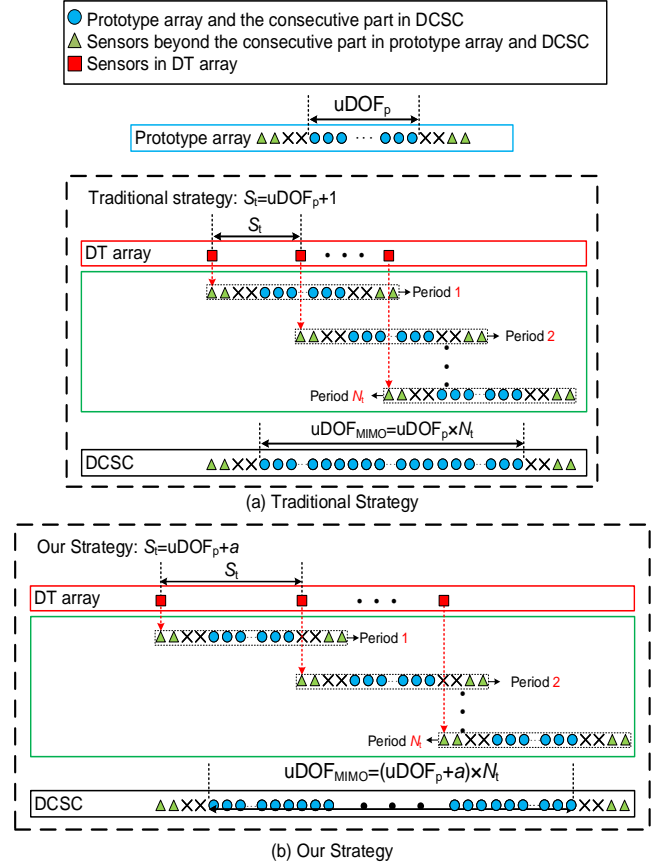 Prototype array and the consecutive part in DCSC
Sensors beyond the consecutive part in prototype array and DCSC
Sensors in DT array
uDOFₚ
Prototype array
Traditional strategy: Sₜ=uDOFₚ+1
Sₜ
DT array
Period 1
Period 2
Period Nₜ
uDOF_MIMO=uDOFₚ×Nₜ
DCSC
(a) Traditional Strategy
Our Strategy: Sₜ=uDOFₚ+a
Sₜ
DT array
Period 1
Period 2
Period Nₜ
uDOF_MIMO=(uDOFₚ+a)×Nₜ
DCSC
(b) Our Strategy